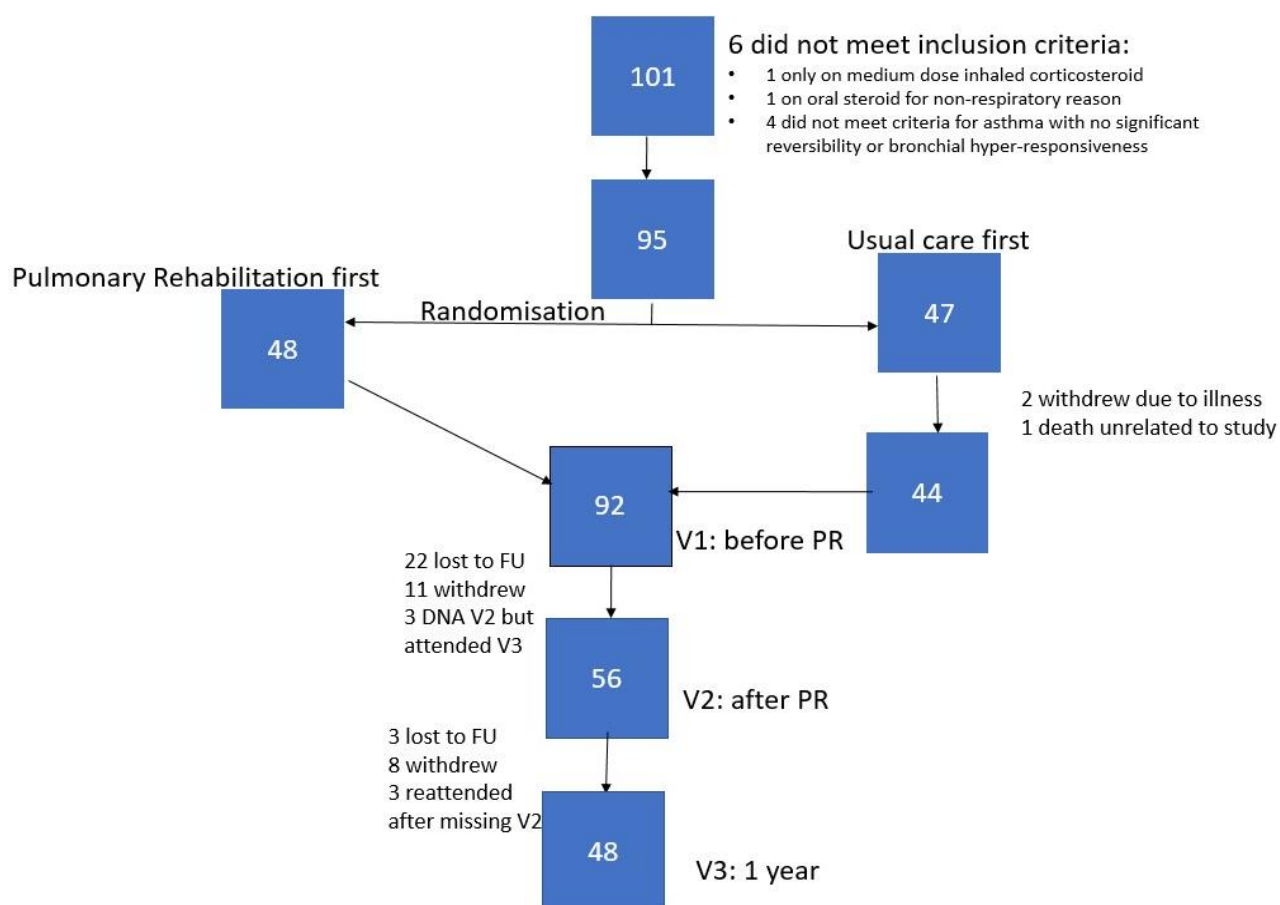 101
6 did not meet inclusion criteria:
• 1 only on medium dose inhaled corticosteroid
• 1 on oral steroid for non-respiratory reason
• 4 did not meet criteria for asthma with no significant
reversibility or bronchial hyper-responsiveness
95
Usual care first
Pulmonary Rehabilitation first
Randomisation
47
48
2 withdrew due to illness
1 death unrelated to study
44
92
V1: before PR
22 lost to FU
11 withdrew
3 DNA V2 but
attended V3
56
V2: after PR
3 lost to FU
8 withdrew
3 reattended
after missing V2
48
V3: 1 year